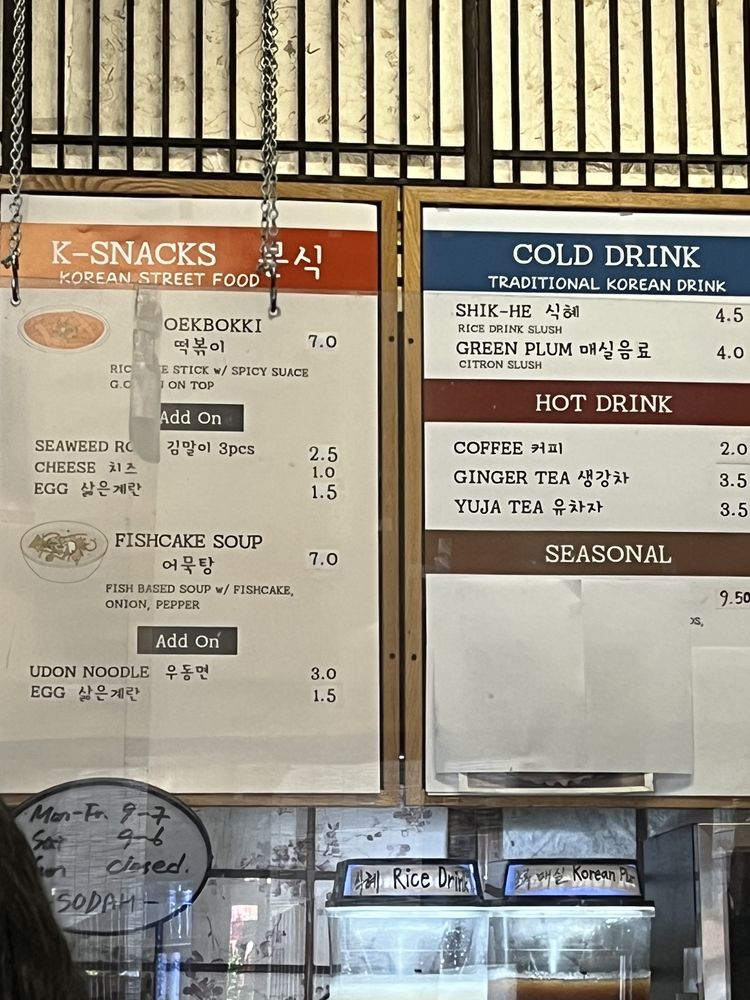 K-SNACKS 분식
KOREAN STREET FOOD
OEKBOKKI
떡볶이 7.0
STICK W/ SPICY SUACE
ON TOP
Add On
SEAWEED 김말이 3pcs 2.5
CHEESE 치즈 1.0
EGG 삶은계란 1.5
FISHCAKE SOUP
어묵탕 7.0
FISH BASED SOUP W/ FISHCAKE,
ONION, PEPPER
Add On
UDON NOODLE 우동면 3.0
EGG 삶은계란 1.5
COLD DRINK
TRADITIONAL KOREAN DRINK
SHIK-HE 식혜 4.5
RICE DRINK SLUSH
GREEN PLUM 매실음료 4.0
CITRON SLUSH
HOT DRINK
COFFEE 커피 2.0
GINGER TEA 생강차 3.5
YUJA TEA 유차자 3.5
SEASONAL
9.50
Mon-Fri 9-7
Sat 9-6
closed.
-SODAH-
식혜 Rice Drink
매실 Korean